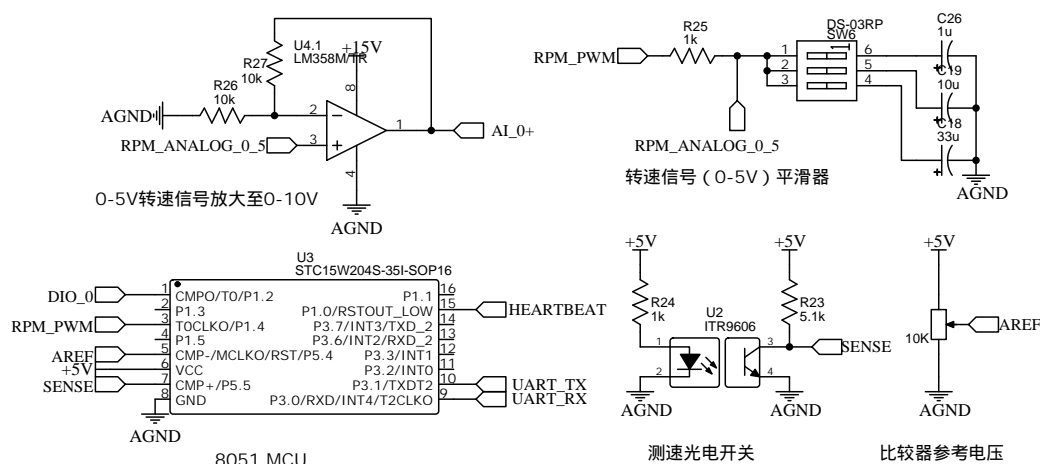 U4.1
LM358M/TR
+15V
R27
10k
R26
10k
AGND
8
2
1
3
4
AI_0+
RPM_ANALOG_0_5
AGND
0-5V转速信号放大至0-10V
DS-03RP
SW6
C26
1u
R25
1k
RPM_PWM
1
2
3
6
5
4
C19
10u
C18
33u
RPM_ANALOG_0_5
AGND
转速信号（0-5V）平滑器
U3
STC15W204S-35I-SOP16
DIO_0
1
CMPO/T0/P1.2
P1.1
16
2
P1.3
P1.0/RSTOUT_LOW
15
HEARTBEAT
RPM_PWM
3
T0CLKO/P1.4
P3.7/INT3/TXD_2
14
4
P1.5
P3.6/INT2/RXD_2
13
AREF
5
CMP-/MCLKO/RST/P5.4
P3.3/INT1
12
+5V
6
VCC
P3.2/INT0
11
SENSE
7
CMP+/P5.5
P3.1/TXDT2
10
UART_TX
8
GND
P3.0/RXD/INT4/T2CLKO
9
UART_RX
AGND
8051 MCU
+5V
+5V
R24
1k
U2
ITR9606
R23
5.1k
1
2
3
4
SENSE
AGND
AGND
测速光电开关
+5V
10K
AREF
AGND
比较器参考电压